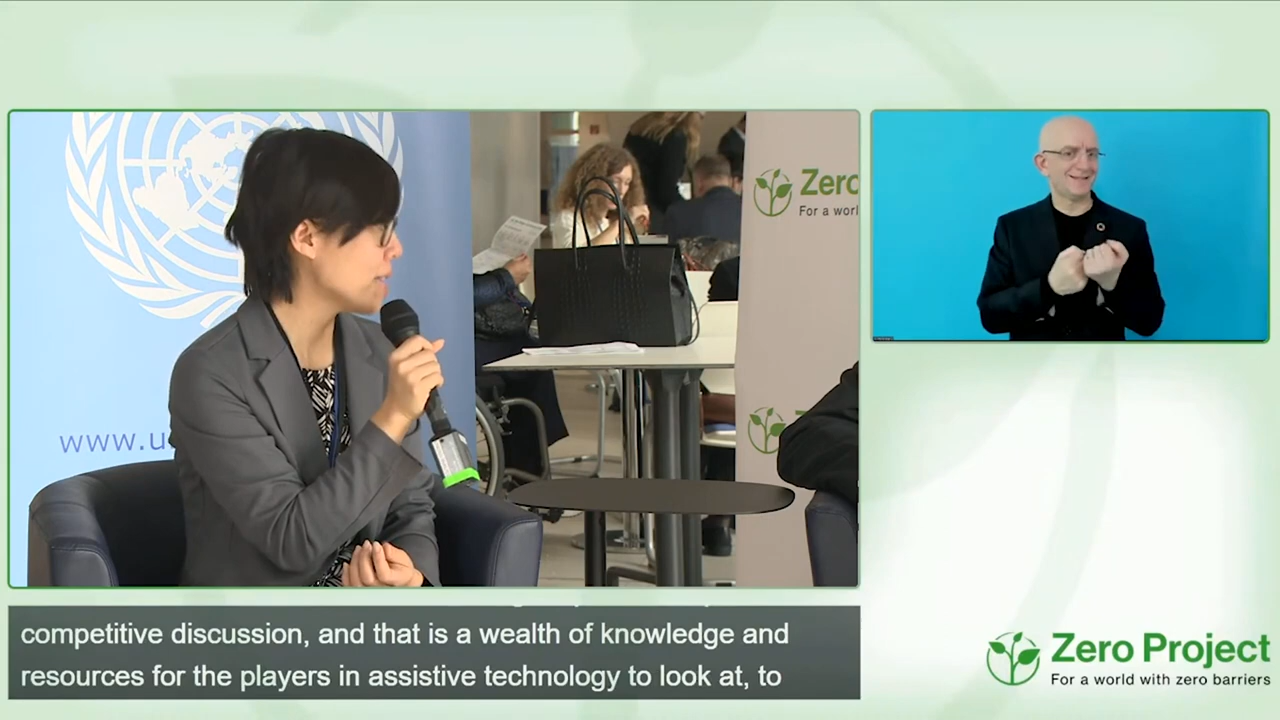 www.u
Zero
For a worl
competitive discussion, and that is a wealth of knowledge and
resources for the players in assistive technology to look at, to
Zero Project
For a world with zero barriers